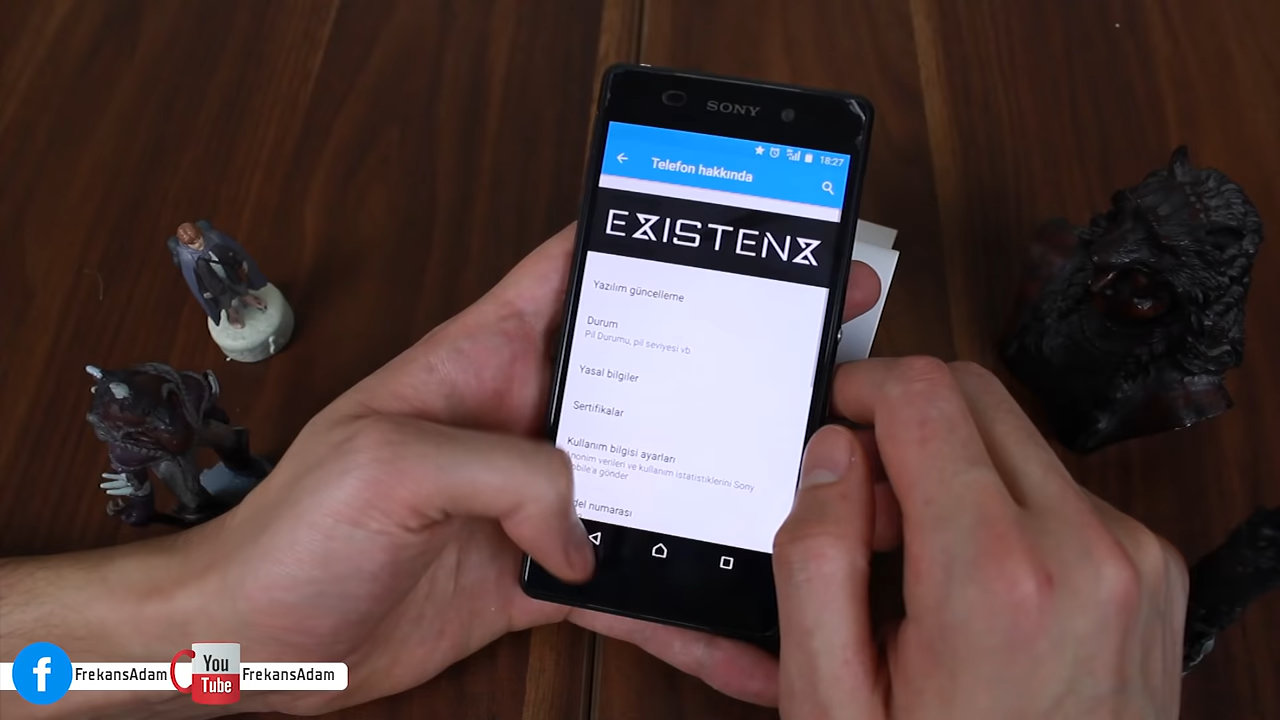 SONY
18:27
Telefon hakkında
EXISTENZ
Yazılım güncelleme
Durum
Pil Durumu, pil seviyesi vb.
Yasal bilgiler
Sertifikalar
Kullanım bilgisi ayarları
Anonim verileri ve kullanım istatistiklerini Sony
obile'a gönder
del numarası
FrekansAdam
You
Tube
FrekansAdam